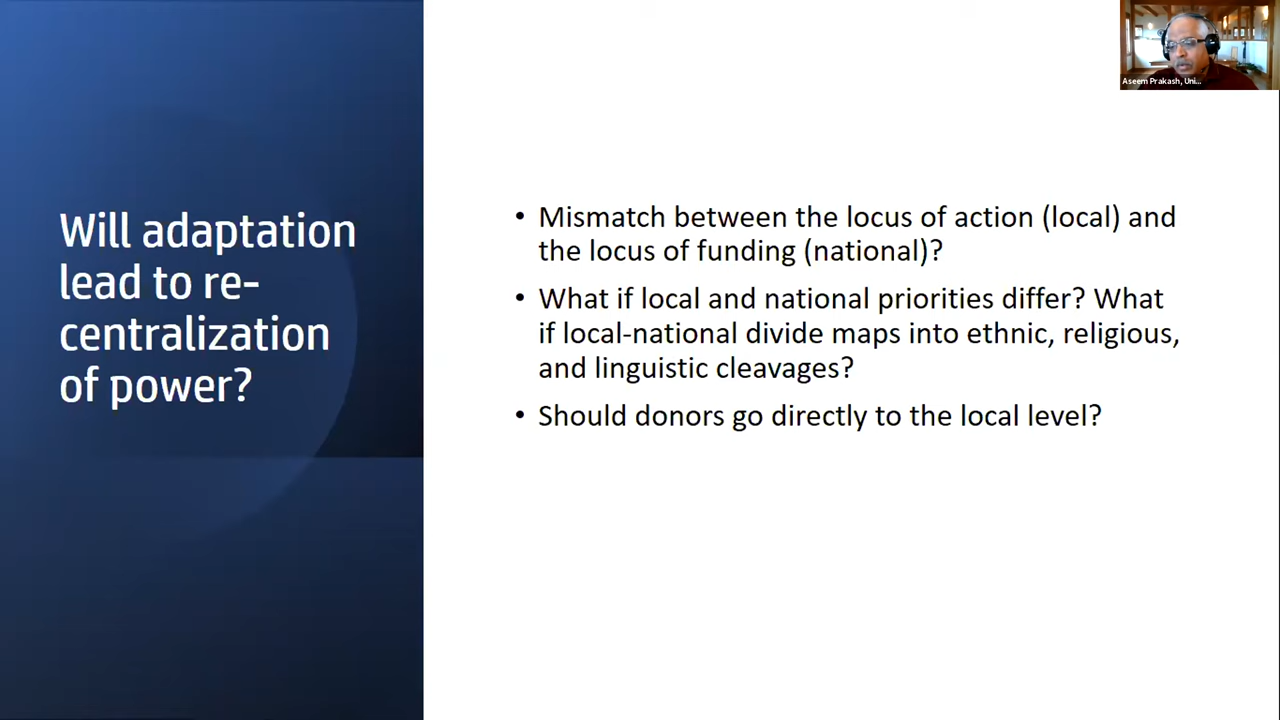 Aseem Prakash, Uni...
Will adaptation
lead to re-
centralization
of power?
• Mismatch between the locus of action (local) and
the locus of funding (national)?
• What if local and national priorities differ? What
if local-national divide maps into ethnic, religious,
and linguistic cleavages?
• Should donors go directly to the local level?